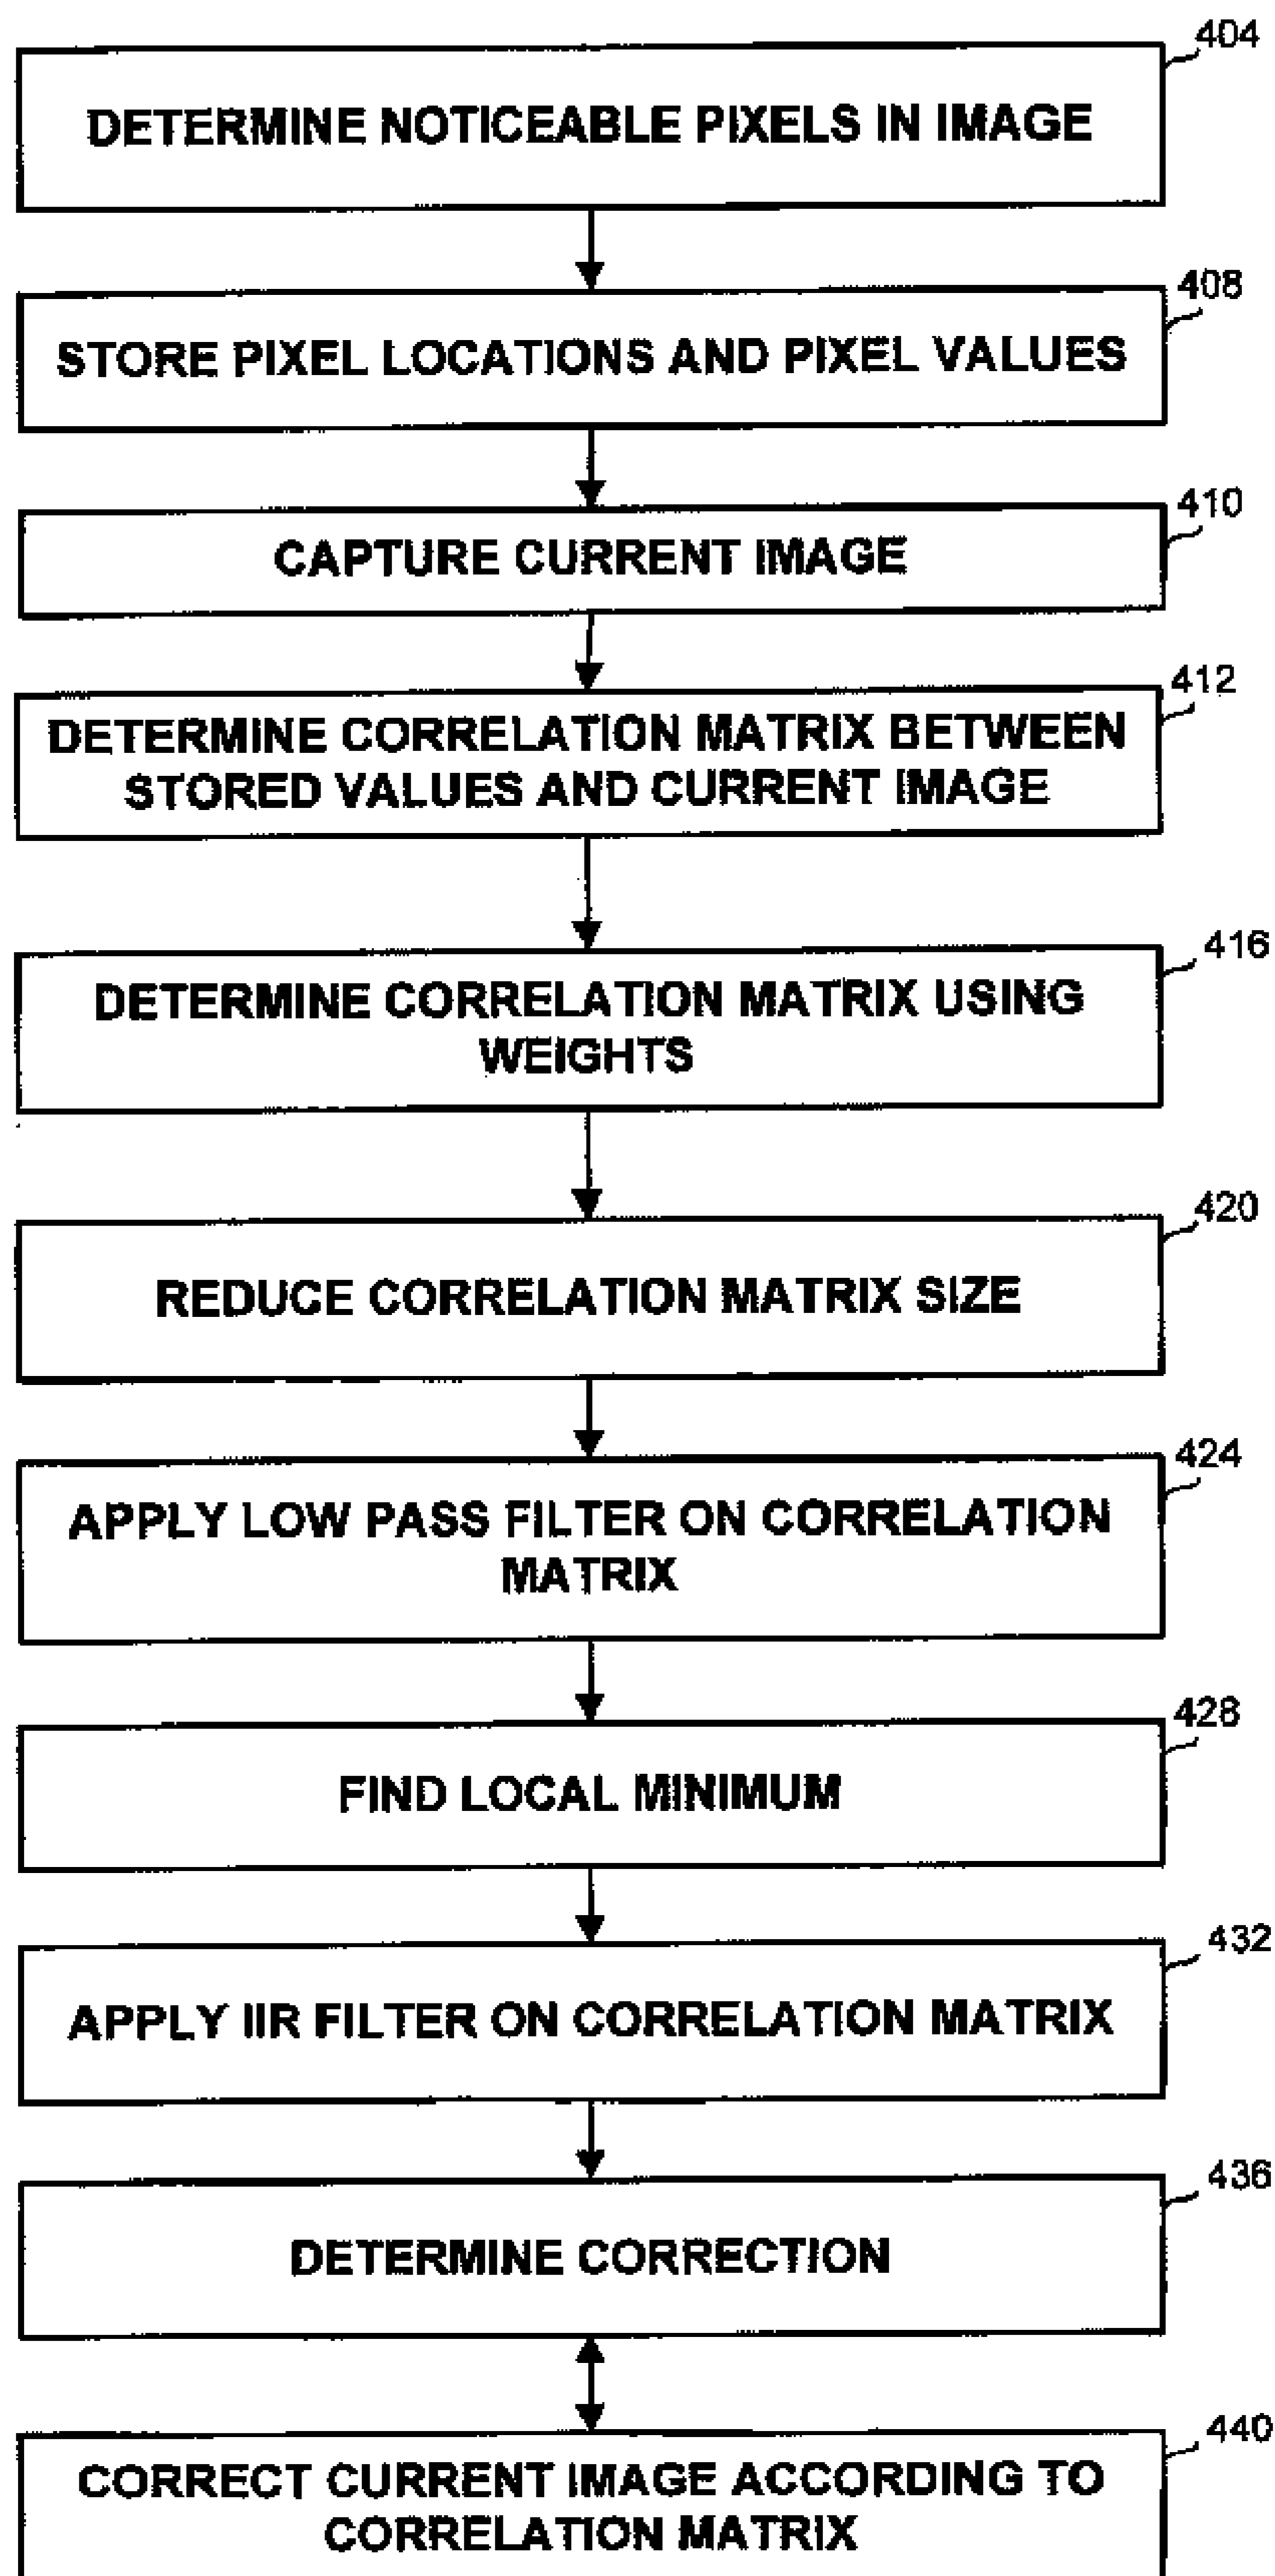 404
DETERMINE NOTICEABLE PIXELS IN IMAGE
408
STORE PIXEL LOCATIONS AND PIXEL VALUES
410
CAPTURE CURRENT IMAGE
412
DETERMINE CORRELATION MATRIX BETWEEN
STORED VALUES AND CURRENT IMAGE
416
DETERMINE CORRELATION MATRIX USING
WEIGHTS
420
REDUCE CORRELATION MATRIX SIZE
424
APPLY LOW PASS FILTER ON CORRELATION
MATRIX
428
FIND LOCAL MINIMUM
432
APPLY IIR FILTER ON CORRELATION MATRIX
436
DETERMINE CORRECTION
440
CORRECT CURRENT IMAGE ACCORDING TO
CORRELATION MATRIX